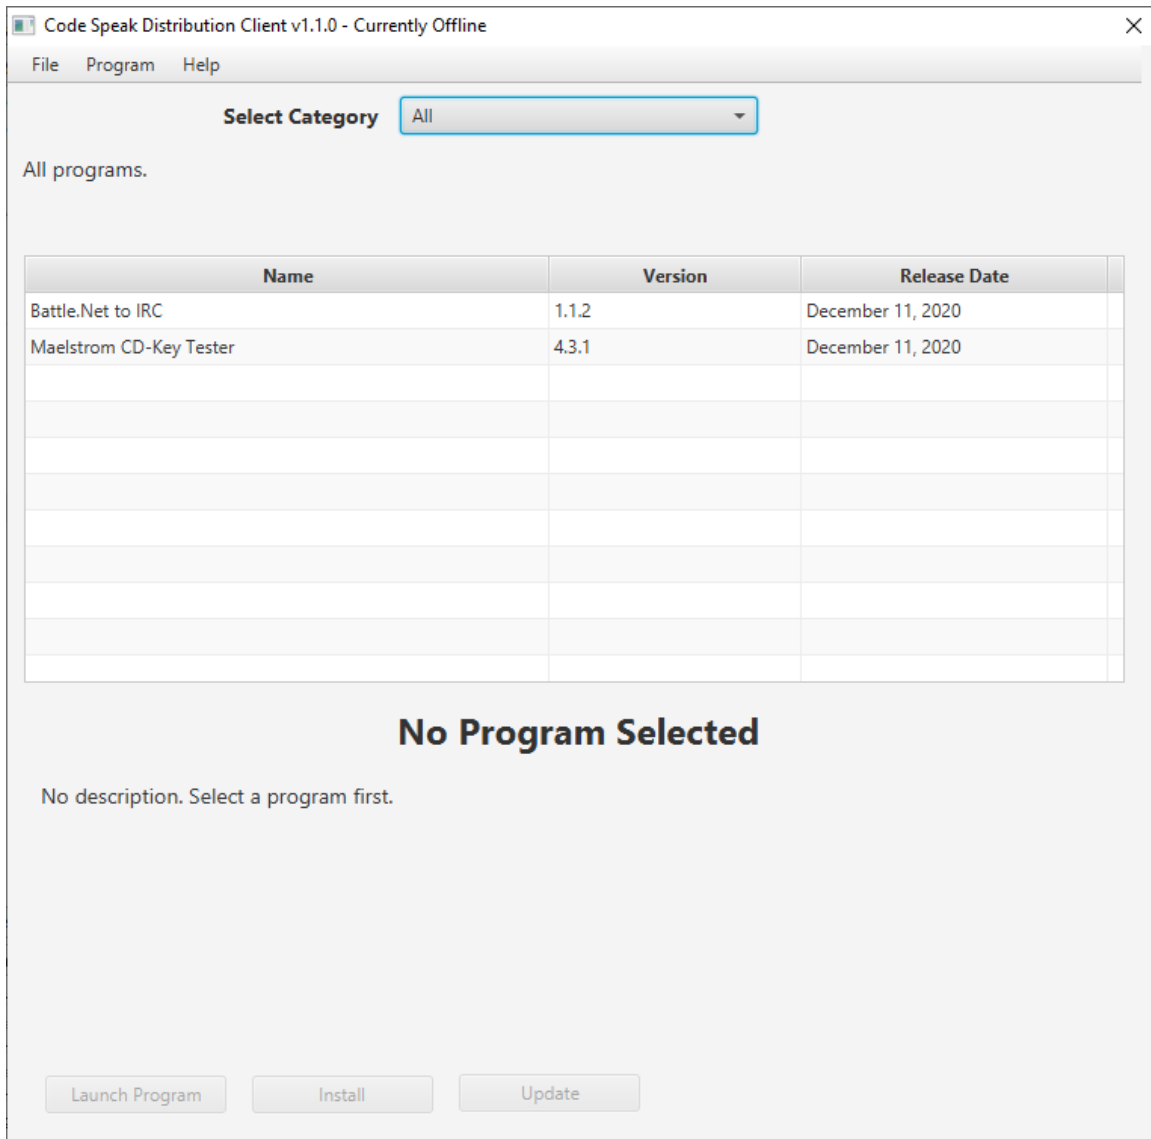 Code Speak Distribution Client v1.1.0 - Currently Offline
File Program Help
Select Category All
All programs.
Name Version Release Date
Battle.Net to IRC 1.1.2 December 11, 2020
Maelstrom CD-Key Tester 4.3.1 December 11, 2020
No Program Selected
No description. Select a program first.
Launch Program Install Update